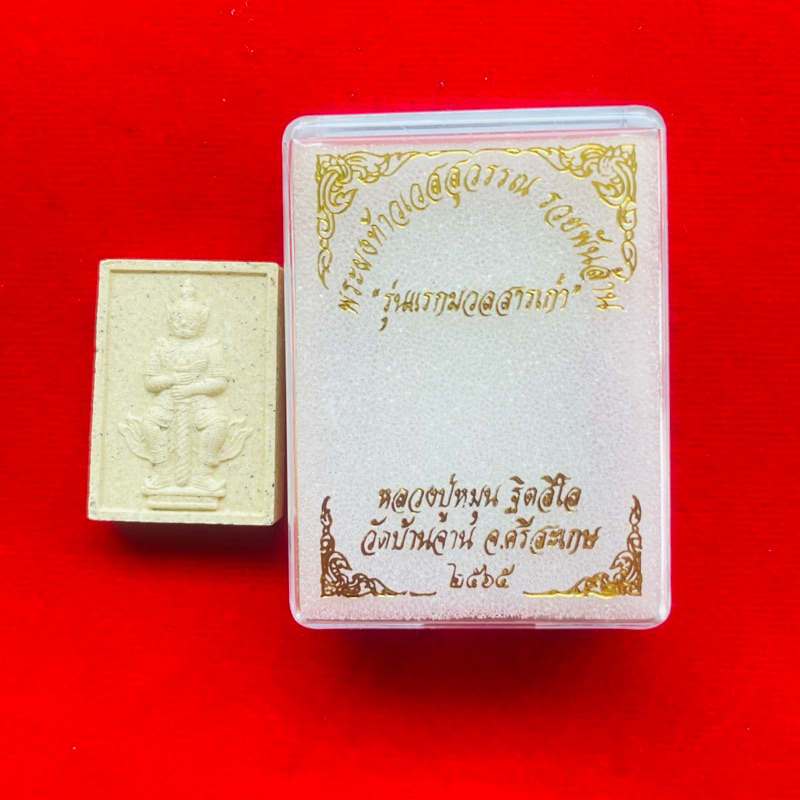 พระผงท้าวเวสสุวรรณ รวยพันล้าน
"รุ่นแรกมวลสารเก่า"
หลวงปู่หมุน ฐิตสีโล
วัดบ้านจาน จ.ศรีสะเกษ
๒๕๖๕